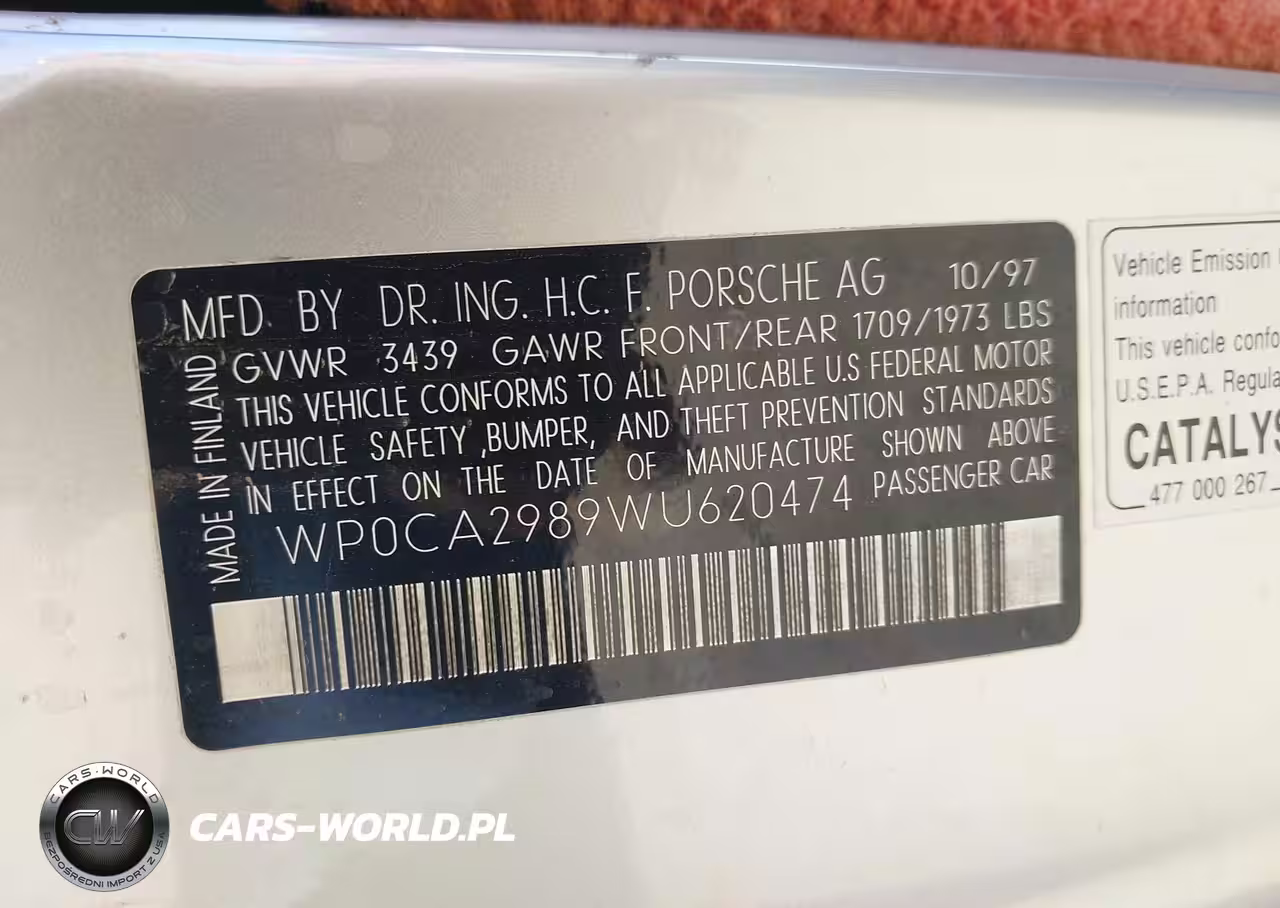 MFD. BY DR. ING. H.C. F. PORSCHE AG 10/97
GVWR 3439 GAWR FRONT/REAR 1709/1973 LBS
THIS VEHICLE CONFORMS TO ALL APPLICABLE U.S FEDERAL MOTOR
VEHICLE SAFETY ,BUMPER, AND THEFT PREVENTION STANDARDS
IN EFFECT ON THE DATE OF MANUFACTURE SHOWN ABOVE
WP0CA2989WU620474 PASSENGER CAR
MADE IN FINLAND
Vehicle Emission
information
This vehicle confo
U.S.E.P.A. Regula
CATALYS
477 000 267
CARS-WORLD
CW
BEZPOŚREDNI IMPORT Z USA
CARS-WORLD.PL